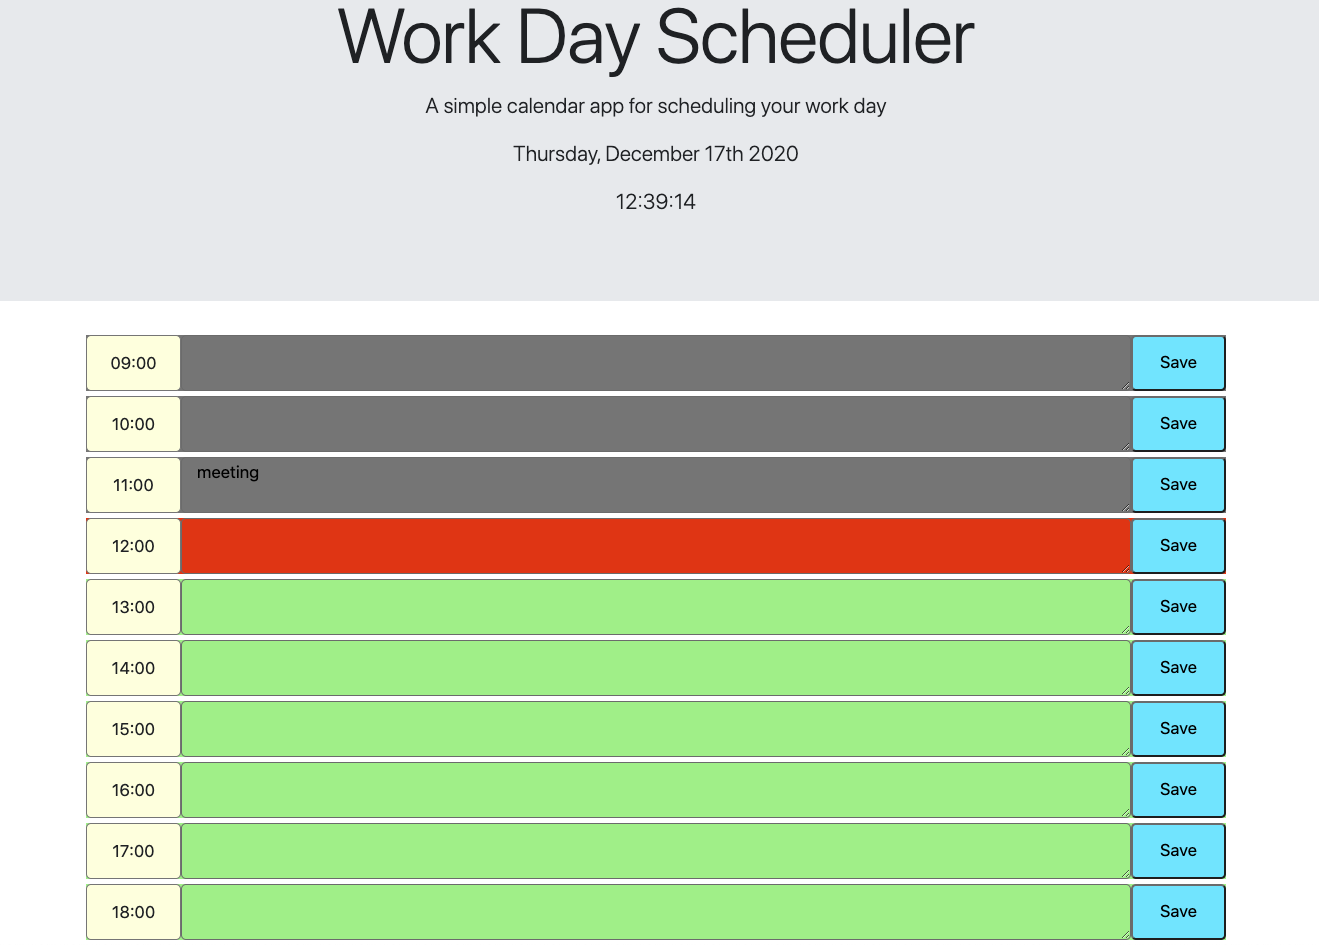 Work Day Scheduler
A simple calendar app for scheduling your work day
Thursday, December 17th 2020
12:39:14
09:00 Save
10:00 Save
11:00 meeting Save
12:00 Save
13:00 Save
14:00 Save
15:00 Save
16:00 Save
17:00 Save
18:00 Save